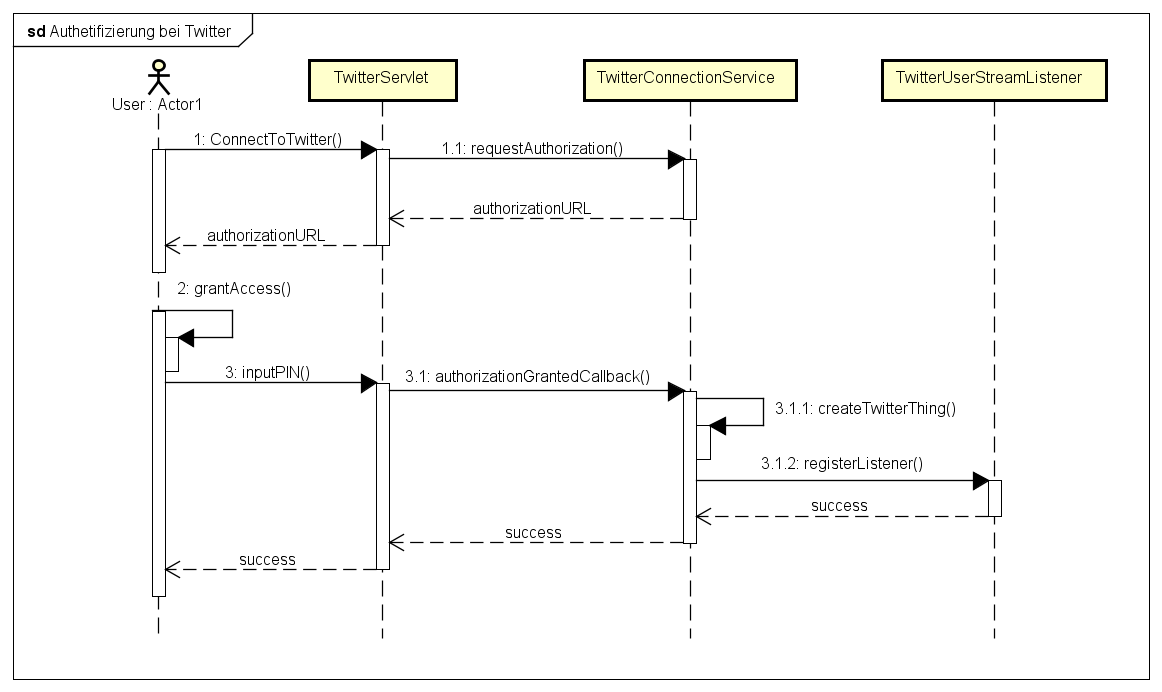 sd Authetifizierung bei Twitter
User : Actor1
TwitterServlet
TwitterConnectionService
TwitterUserStreamListener
1: ConnectToTwitter()
1.1: requestAuthorization()
authorizationURL
authorizationURL
2: grantAccess()
3: inputPIN()
3.1: authorizationGrantedCallback()
3.1.1: createTwitterThing()
3.1.2: registerListener()
success
success
success